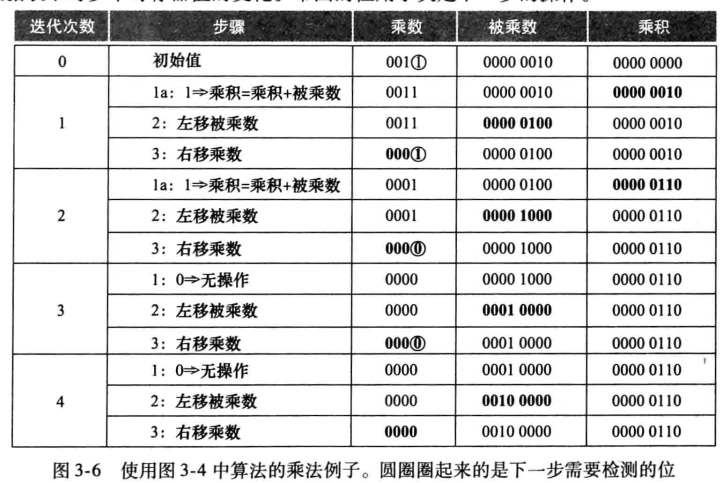 迭代次数 步骤 乘数 被乘数 乘积
0 初始值 001① 0000 0010 0000 0000
1a：1⇒乘积=乘积+被乘数 0011 0000 0010 0000 0010
1 2：左移被乘数 0011 0000 0100 0000 0010
3：右移乘数 000① 0000 0100 0000 0010
1a：1⇒乘积=乘积+被乘数 0001 0000 0100 0000 0110
2 2：左移被乘数 0001 0000 1000 0000 0110
3：右移乘数 000⓪ 0000 1000 0000 0110
1：0⇒无操作 0000 0000 1000 0000 0110
3 2：左移被乘数 0000 0001 0000 0000 0110
3：右移乘数 000⓪ 0001 0000 0000 0110
1：0⇒无操作 0000 0001 0000 0000 0110
4 2：左移被乘数 0000 0010 0000 0000 0110
3：右移乘数 0000 0010 0000 0000 0110
图 3-6 使用图 3-4 中算法的乘法例子。圆圈圈起来的是下一步需要检测的位